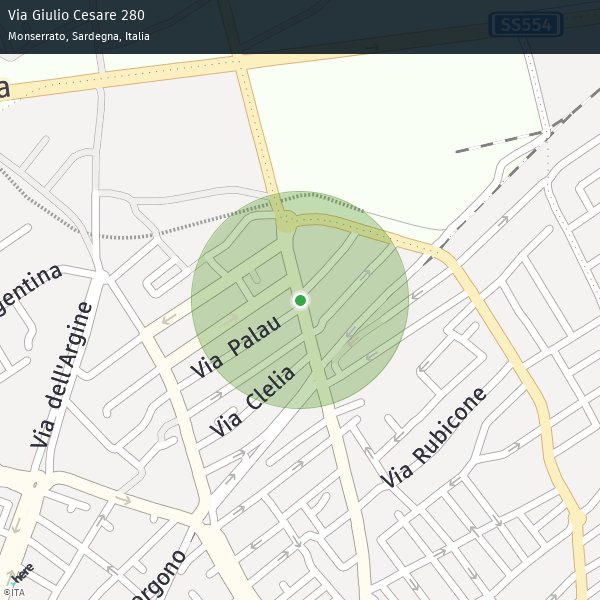 Via Giulio Cesare 280
Monserrato, Sardegna, Italia
SS554
a
gentina
Via dell'Argine
Via Palau
Via Clelia
Via Rubicone
orgono
here
©ITA